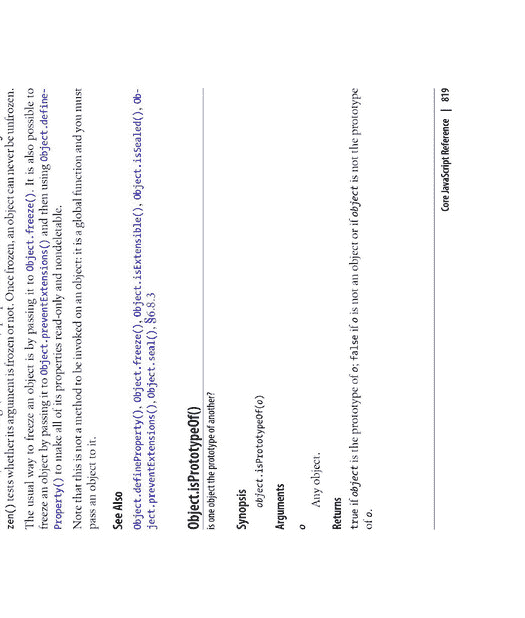 zen() tests whether its argument is frozen or not. Once frozen, an object can never be unfrozen.
The usual way to freeze an object is by passing it to Object.freeze(). It is also possible to
freeze an object by passing it to Object.preventExtensions() and then using Object.define-
Property() to make all of its properties read-only and nondeletable.
Note that this is not a method to be invoked on an object: it is a global function and you must
pass an object to it.
See Also
Object.defineProperty(), Object.freeze(), Object.isExtensible(), Object.isSealed(), Ob-
ject.preventExtensions(), Object.seal(), §6.8.3
Object.isPrototypeOf()
is one object the prototype of another?
Synopsis
object.isPrototypeOf(o)
Arguments
o
Any object.
Returns
true if object is the prototype of o; false if o is not an object or if object is not the prototype
of o.
Core JavaScript Reference | 819